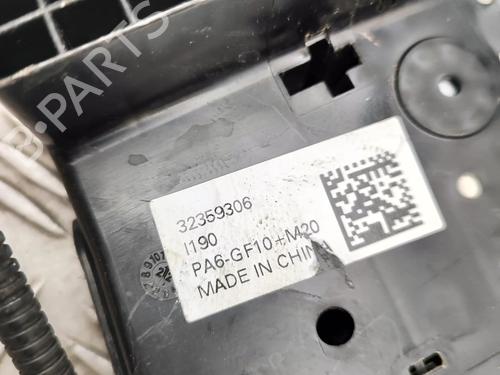 B-PARTS
32359306
I190
PA6-GF10+M20
MADE IN CHINA